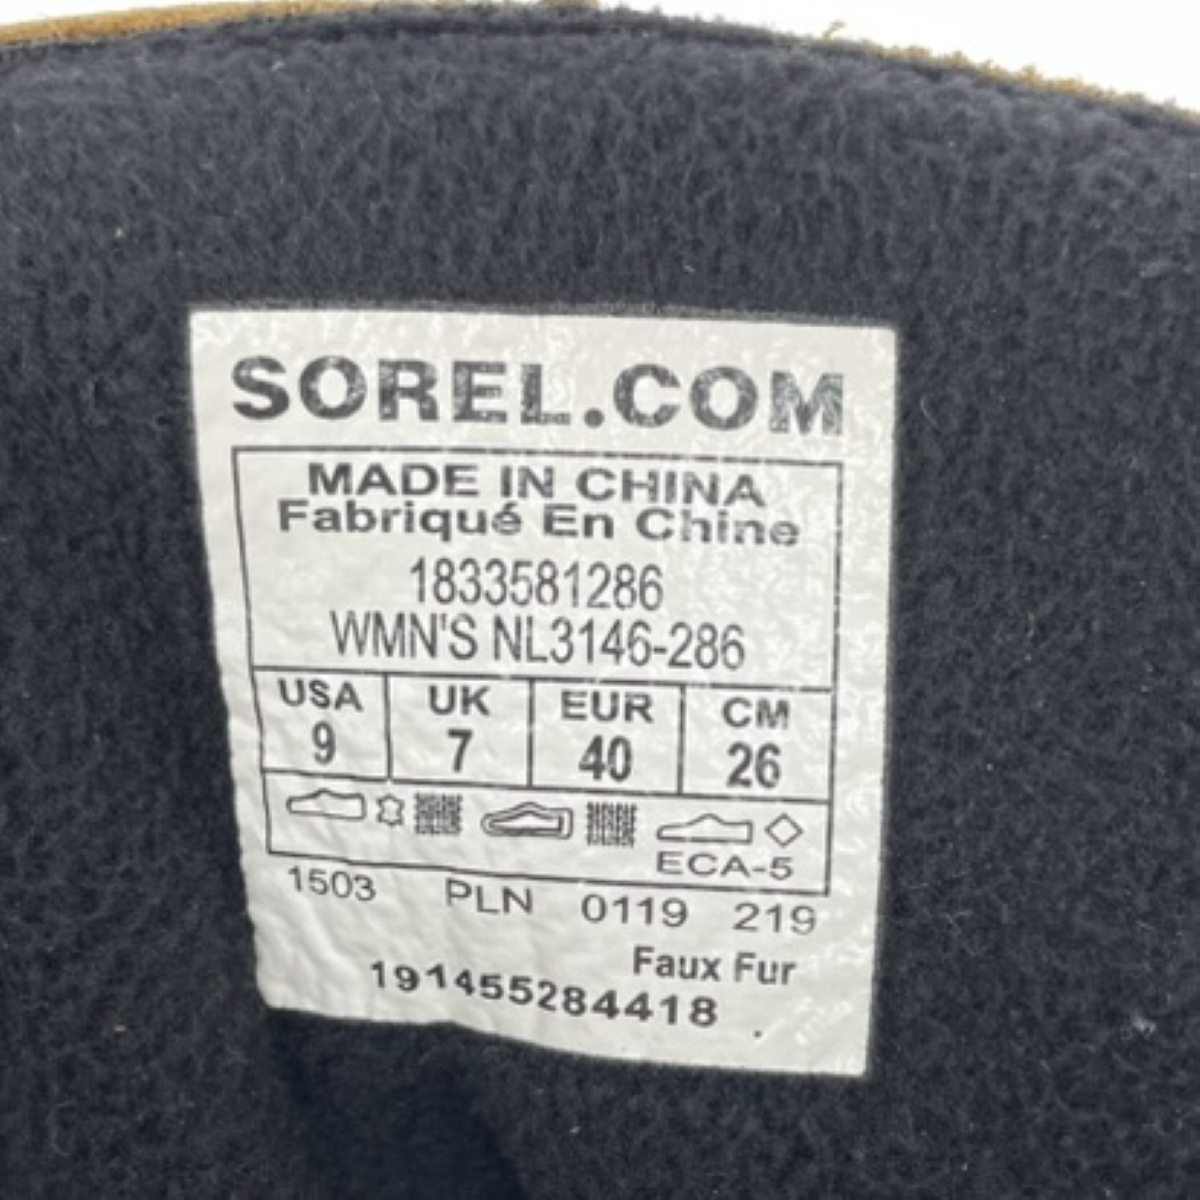 SOREL.COM
MADE IN CHINA
Fabriqué En Chine
1833581286
WMN'S NL3146-286
USA UK EUR CM
9 7 40 26
ECA-5
1503 PLN 0119 219
Faux Fur
191455284418